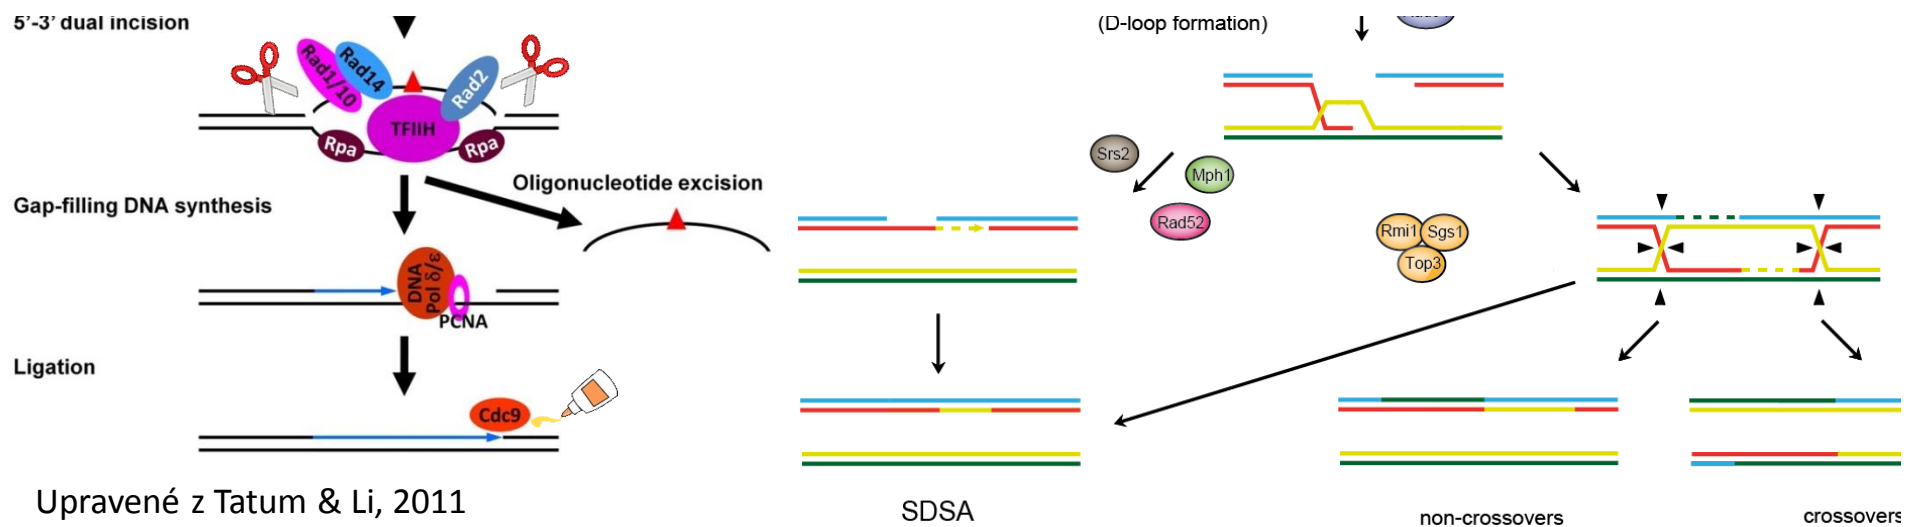 5'-3' dual incision
Rad1/10
Rad14
Rad2
TFIIH
Rpa
Rpa
Oligonucleotide excision
Gap-filling DNA synthesis
DNA
Pol δ/ε
PCNA
Ligation
Cdc9
Upravené z Tatum & Li, 2011
(D-loop formation)
Srs2
Mph1
Rad52
Rmi1
Sgs1
Top3
SDSA
non-crossovers
crossovers